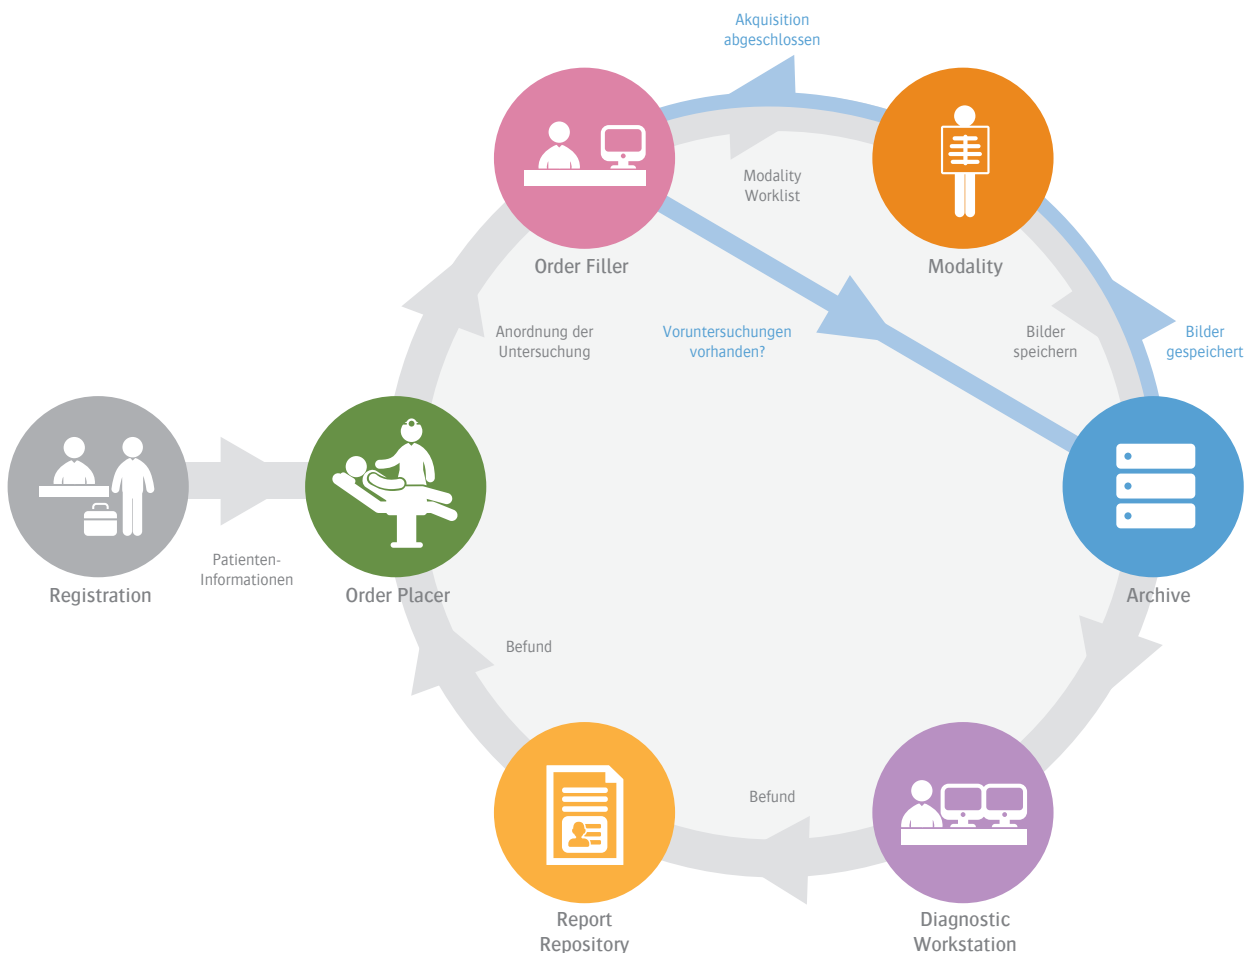 Akquisition
abgeschlossen
Modality
Worklist
Order Filler
Modality
Anordnung der
Untersuchung
Voruntersuchungen
vorhanden?
Bilder
speichern
Bilder
gespeichert
Patienten-
Informationen
Registration
Order Placer
Archive
Befund
Befund
Report
Repository
Diagnostic
Workstation